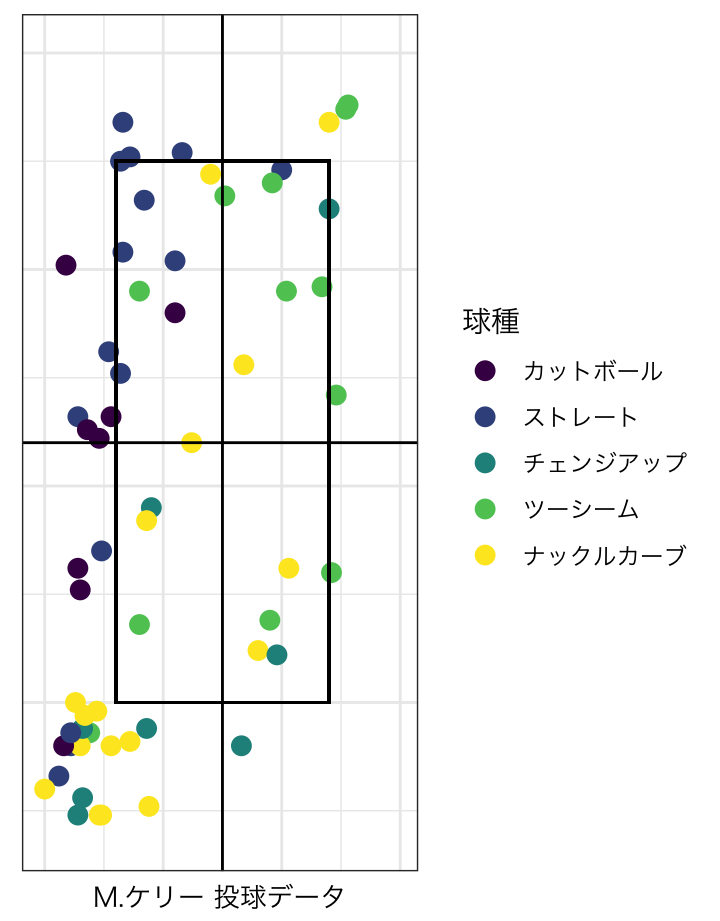 球種
カットボール
ストレート
チェンジアップ
ツーシーム
ナックルカーブ
M.ケリー 投球データ